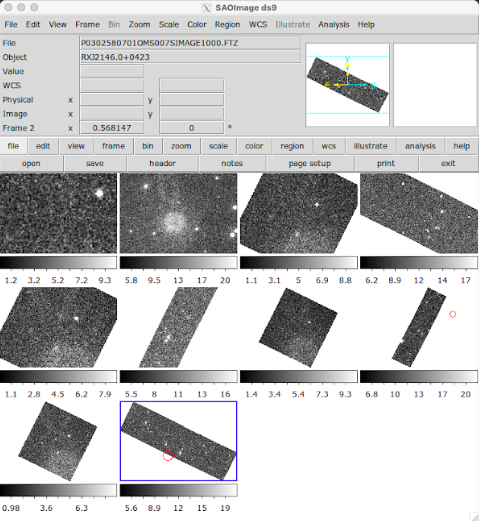 SAOImage ds9
File Edit View Frame Bin Zoom Scale Color Region WCS Illustrate Analysis Help
File P0302580701OMS007SIMAGE1000.FTZ
Object RXJ2146.0+0423
Value
WCS
Physical x y
Image x y
Frame 2 x 0.568147 0 °
file edit view frame bin zoom scale color region wcs illustrate analysis help
open save header notes page setup print exit
1.1 3.2 5.2 7.2 9.3 5.8 9.5 13 17 20 1.1 3.1 5 6.9 8.8 6.2 8.9 12 14 17
1.1 2.8 4.5 6.2 7.9 5.5 8 11 13 16 1.4 3.4 5.4 7.3 9.3 6.8 10 13 17 20
0.98 3.6 6.3 5.6 8.9 12 15 19